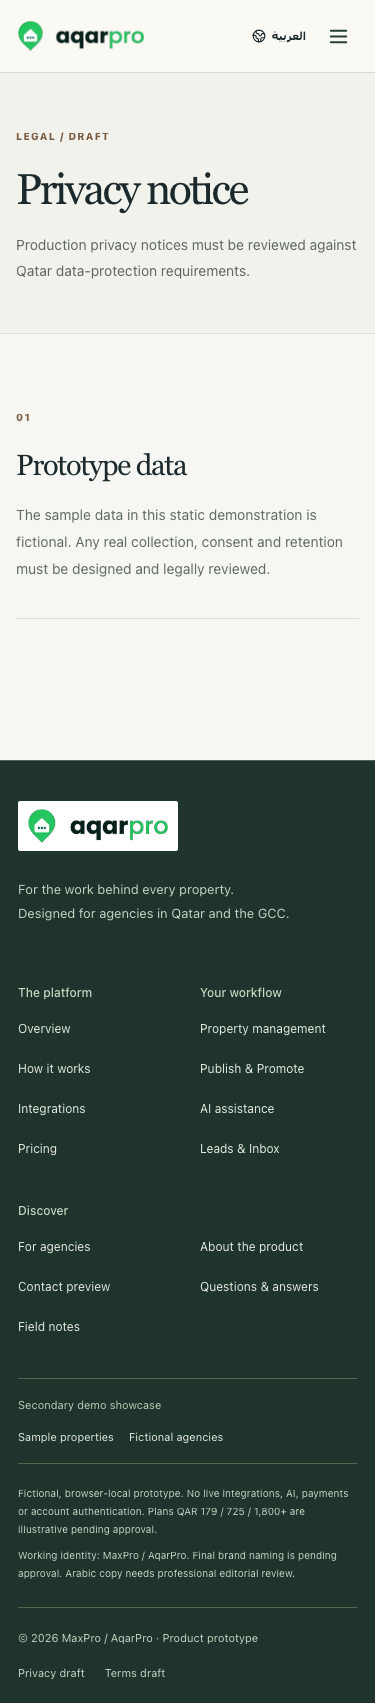 aqarpro
العربية
LEGAL / DRAFT
Privacy notice
Production privacy notices must be reviewed against
Qatar data-protection requirements.
01
Prototype data
The sample data in this static demonstration is
fictional. Any real collection, consent and retention
must be designed and legally reviewed.
aqarpro
For the work behind every property.
Designed for agencies in Qatar and the GCC.
The platform
Overview
How it works
Integrations
Pricing
Your workflow
Property management
Publish & Promote
AI assistance
Leads & Inbox
Discover
For agencies
About the product
Contact preview
Questions & answers
Field notes
Secondary demo showcase
Sample properties
Fictional agencies
Fictional, browser-local prototype. No live integrations, AI, payments
or account authentication. Plans QAR 179 / 725 / 1,800+ are
illustrative pending approval.
Working identity: MaxPro / AqarPro. Final brand naming is pending
approval. Arabic copy needs professional editorial review.
© 2026 MaxPro / AqarPro · Product prototype
Privacy draft
Terms draft